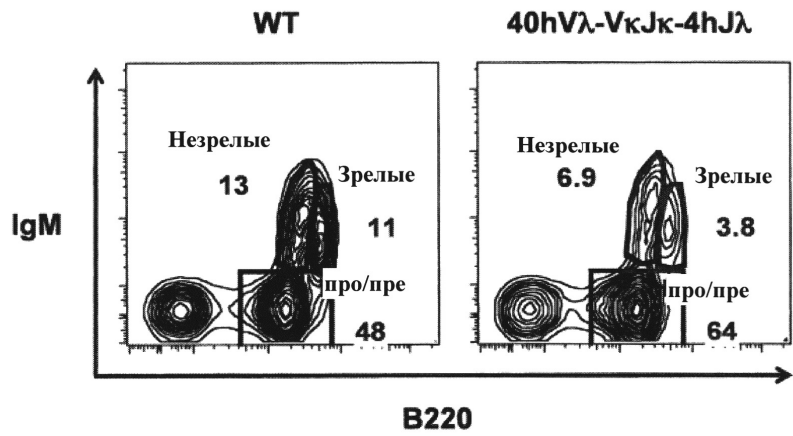 WT
40hVλ-VκJκ-4hJλ
Незрелые
13
Зрелые
11
про/пре
48
Незрелые
6.9
Зрелые
3.8
про/пре
64
IgM
B220